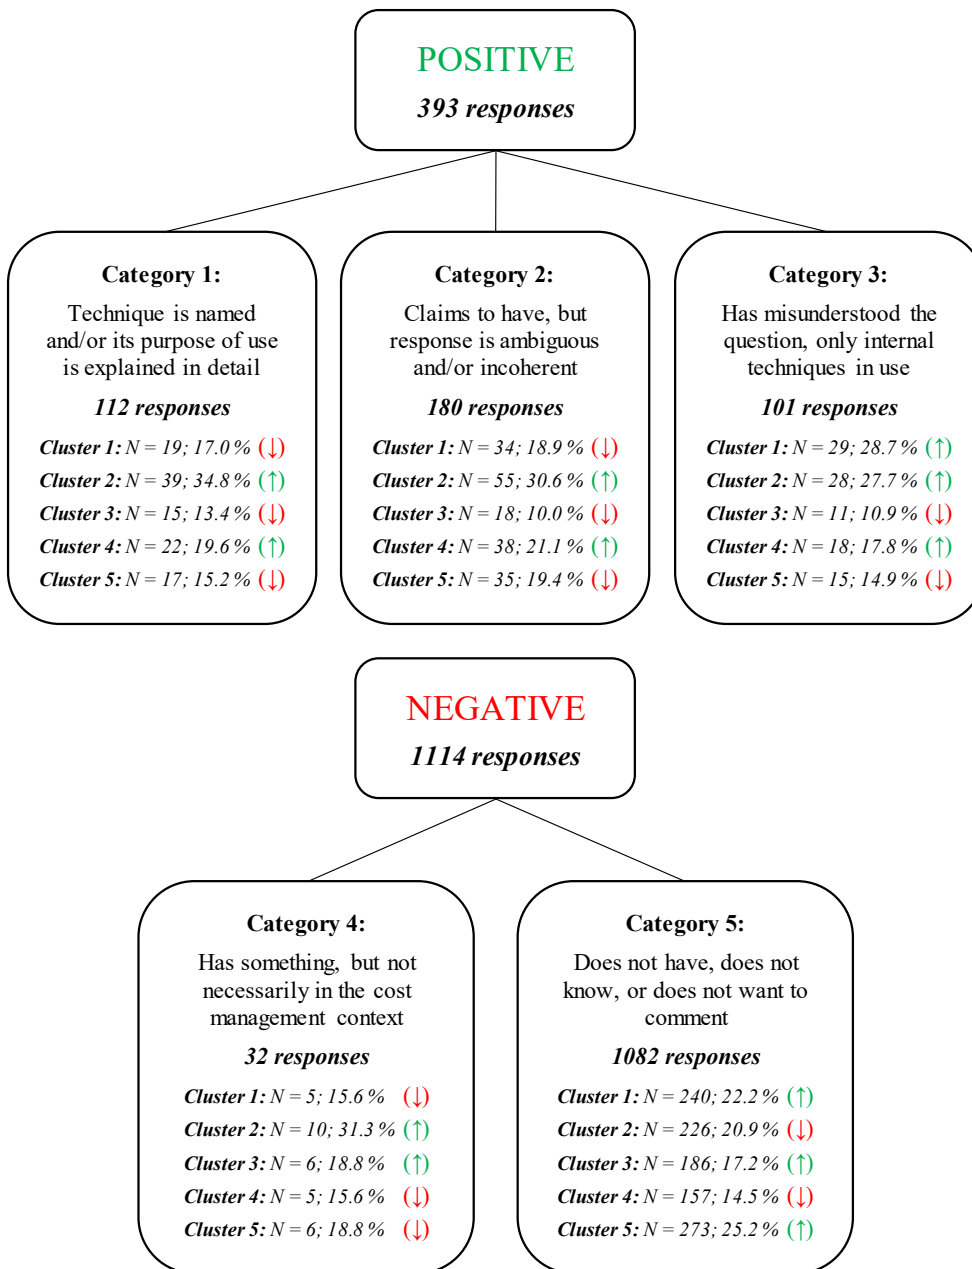 POSITIVE
393 responses
Category 1:
Technique is named
and/or its purpose of use
is explained in detail
112 responses
Cluster 1: N = 19; 17.0 % (↓)
Cluster 2: N = 39; 34.8 % (↑)
Cluster 3: N = 15; 13.4 % (↓)
Cluster 4: N = 22; 19.6 % (↑)
Cluster 5: N = 17; 15.2 % (↓)
Category 2:
Claims to have, but
response is ambiguous
and/or incoherent
180 responses
Cluster 1: N = 34; 18.9 % (↓)
Cluster 2: N = 55; 30.6 % (↑)
Cluster 3: N = 18; 10.0 % (↓)
Cluster 4: N = 38; 21.1 % (↑)
Cluster 5: N = 35; 19.4 % (↓)
Category 3:
Has misunderstood the
question, only internal
techniques in use
101 responses
Cluster 1: N = 29; 28.7 % (↑)
Cluster 2: N = 28; 27.7 % (↑)
Cluster 3: N = 11; 10.9 % (↓)
Cluster 4: N = 18; 17.8 % (↑)
Cluster 5: N = 15; 14.9 % (↓)
NEGATIVE
1114 responses
Category 4:
Has something, but not
necessarily in the cost
management context
32 responses
Cluster 1: N = 5; 15.6 % (↓)
Cluster 2: N = 10; 31.3 % (↑)
Cluster 3: N = 6; 18.8 % (↑)
Cluster 4: N = 5; 15.6 % (↓)
Cluster 5: N = 6; 18.8 % (↓)
Category 5:
Does not have, does not
know, or does not want to
comment
1082 responses
Cluster 1: N = 240; 22.2 % (↑)
Cluster 2: N = 226; 20.9 % (↓)
Cluster 3: N = 186; 17.2 % (↑)
Cluster 4: N = 157; 14.5 % (↓)
Cluster 5: N = 273; 25.2 % (↑)